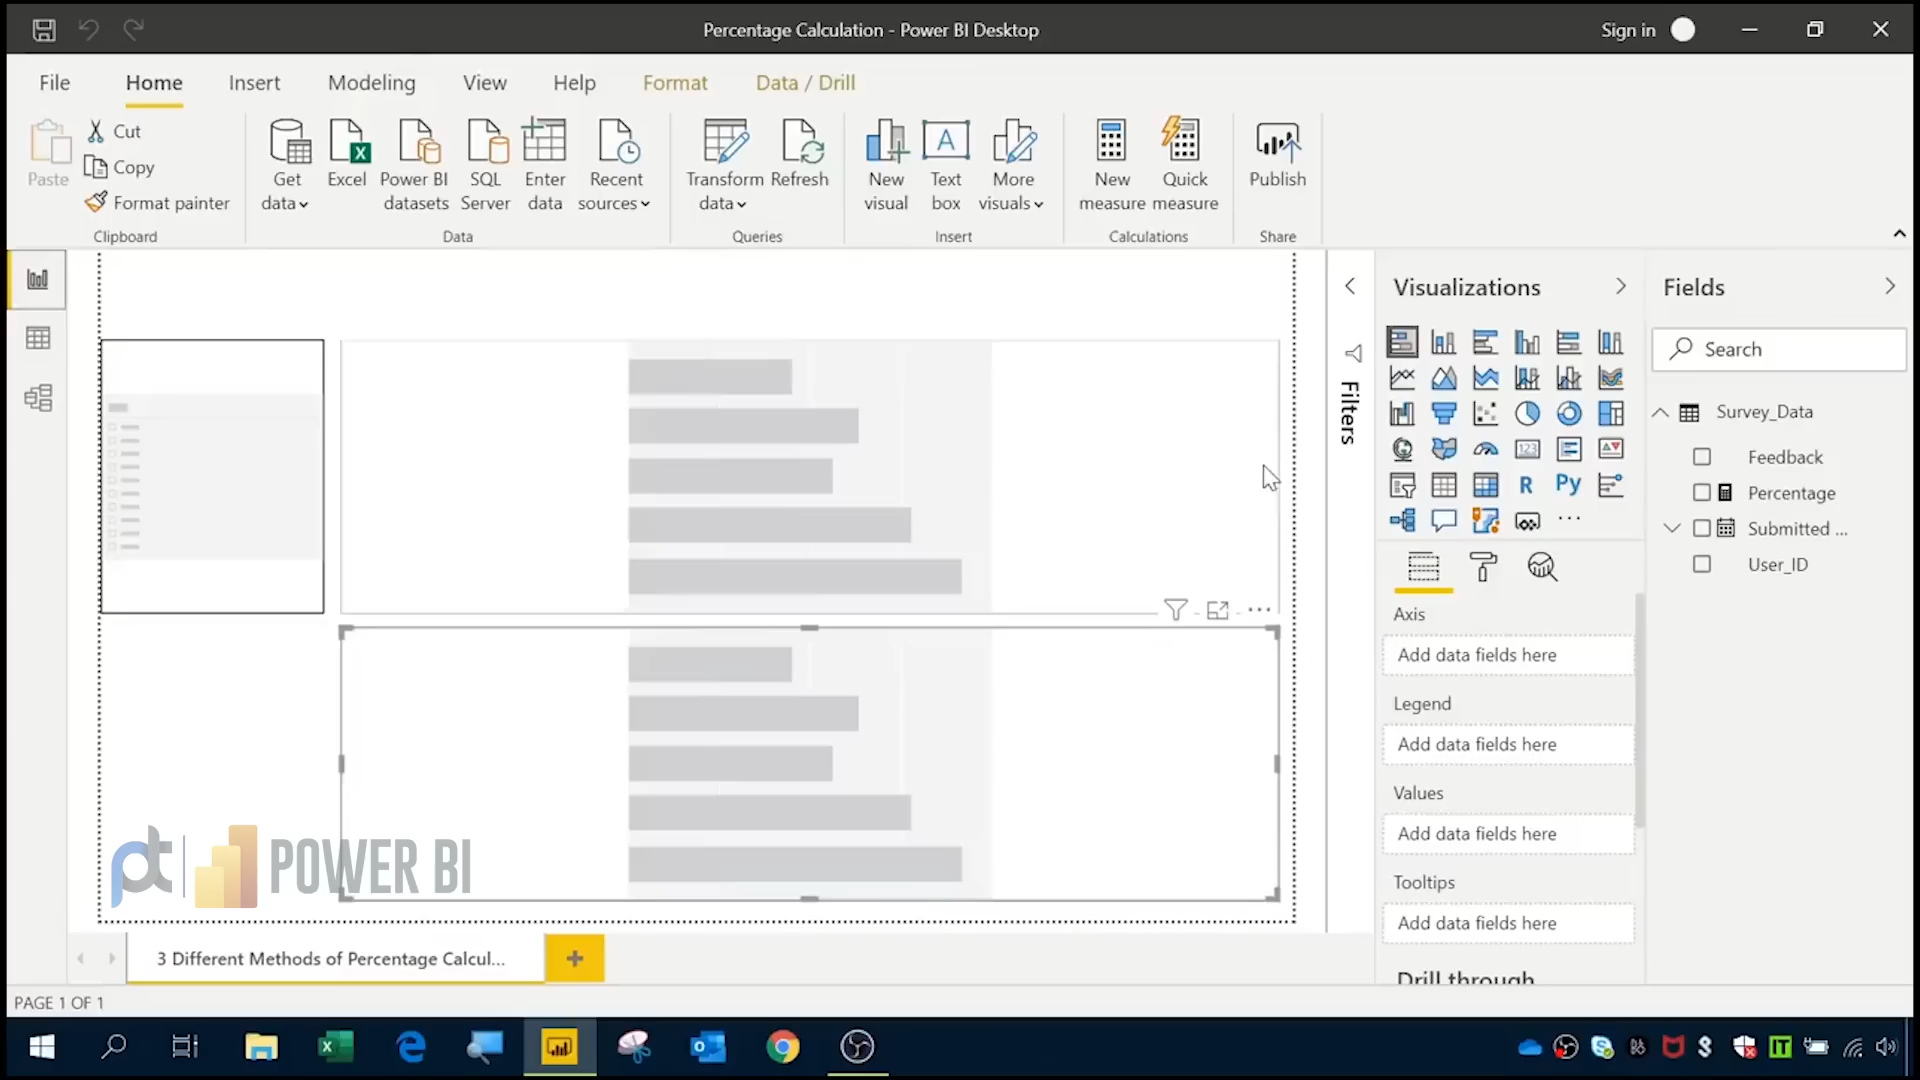 Percentage Calculation - Power BI Desktop
Sign in
File Home Insert Modeling View Help Format Data / Drill
Paste
Cut
Copy
Format painter
Clipboard
Get data
Excel
Power BI datasets
SQL Server
Enter data
Recent sources
Data
Transform data
Refresh
Queries
New visual
Text box
More visuals
Insert
New measure
Quick measure
Calculations
Publish
Share
Filters
Visualizations
R Py
123
Axis
Add data fields here
Legend
Add data fields here
Values
Add data fields here
Tooltips
Add data fields here
Drill through
Fields
Search
Survey_Data
Feedback
Percentage
Submitted ...
User_ID
pt POWER BI
3 Different Methods of Percentage Calcul...
PAGE 1 OF 1